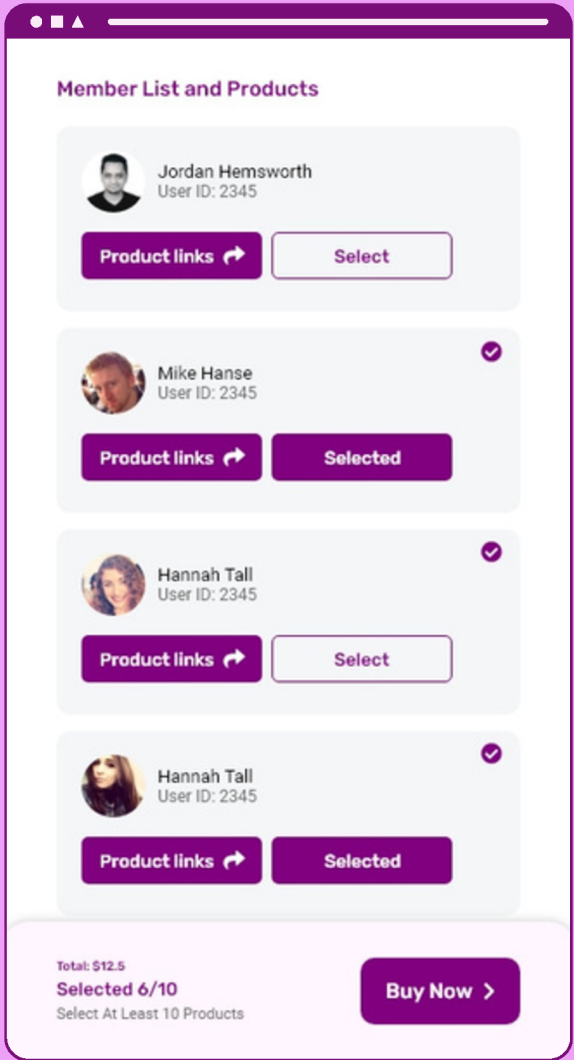 Member List and Products
Jordan Hemsworth
User ID: 2345
Product links
Select
Mike Hanse
User ID: 2345
Product links
Selected
Hannah Tall
User ID: 2345
Product links
Select
Hannah Tall
User ID: 2345
Product links
Selected
Total: $12.5
Selected 6/10
Select At Least 10 Products
Buy Now